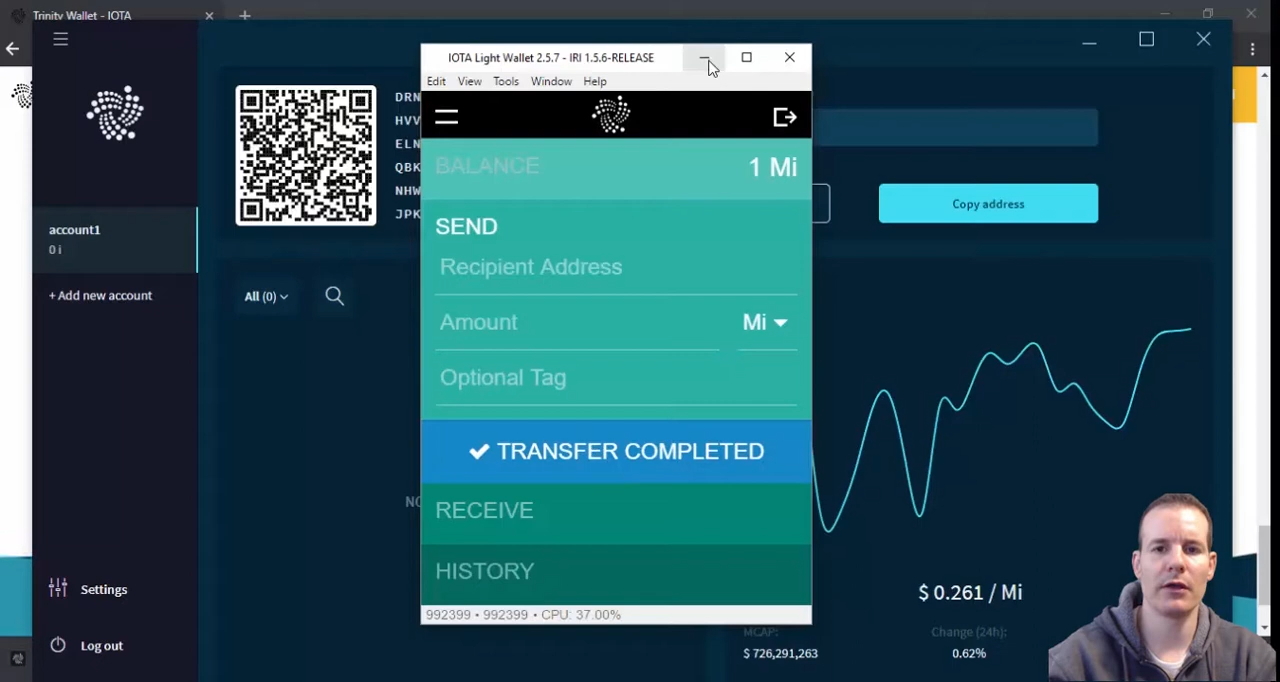 Trinity Wallet - IOTA
IOTA Light Wallet 2.5.7 - IRI 1.5.6-RELEASE
Edit View Tools Window Help
BALANCE 1 Mi
SEND
Recipient Address
Amount Mi
Optional Tag
TRANSFER COMPLETED
RECEIVE
HISTORY
992399 • 992399 • CPU: 37.00%
account1
0 i
+ Add new account
Settings
Log out
DRN
HVV
ELN
QBK
NHW
JPK
Copy address
All (0)
NO
$ 0.261 / Mi
MCAP:
$ 726,291,263
Change (24h):
0.62%